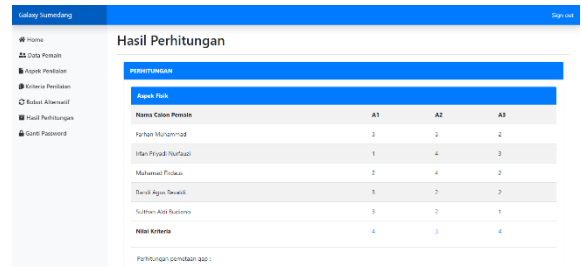 Galaxy Sumedang
Sign out
Home
Data Pemain
Aspek Penilaian
Kriteria Penilaian
Bobot Alternatif
Hasil Perhitungan
Ganti Password
Hasil Perhitungan
PERHITUNGAN
Aspek Fisik
Nama Calon Pemain A1 A2 A3
Farhan Muhammad 3 3 2
Irfan Friyadi Nurfauzi 1 4 3
Muhamad Firdaus 2 4 2
Randi Agus 3 2 2
Sulthan Aldi Budiono 3 2 1
Nilai Kriteria 4 3 4
Perhitungan pemetaan gap :